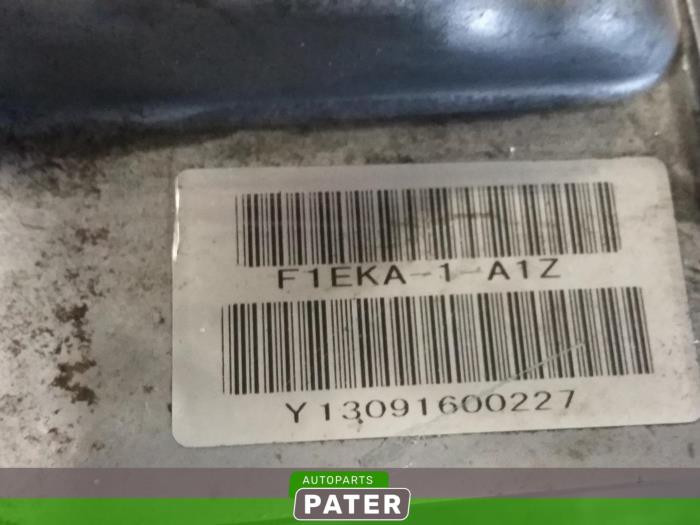 F1EKA-1-A1Z
Y13091600227
AUTOPARTS
PATER